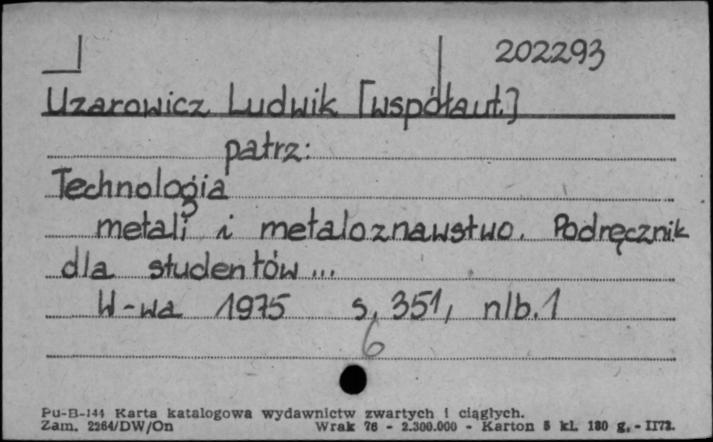 202293
Uzarowicz Ludwik [współaut.]
patrz:
Technologia
metali i metaloznawstwo. Podręcznik
dla studentów ...
W-wa 1975 s. 351, nlb. 1
6
Pu-B-144 Karta katalogowa wydawnictw zwartych i ciągłych.
Zam. 2264/DW/On Wrak 76 - 2.300.000 - Karton 5 kl. 180 g. - II72.